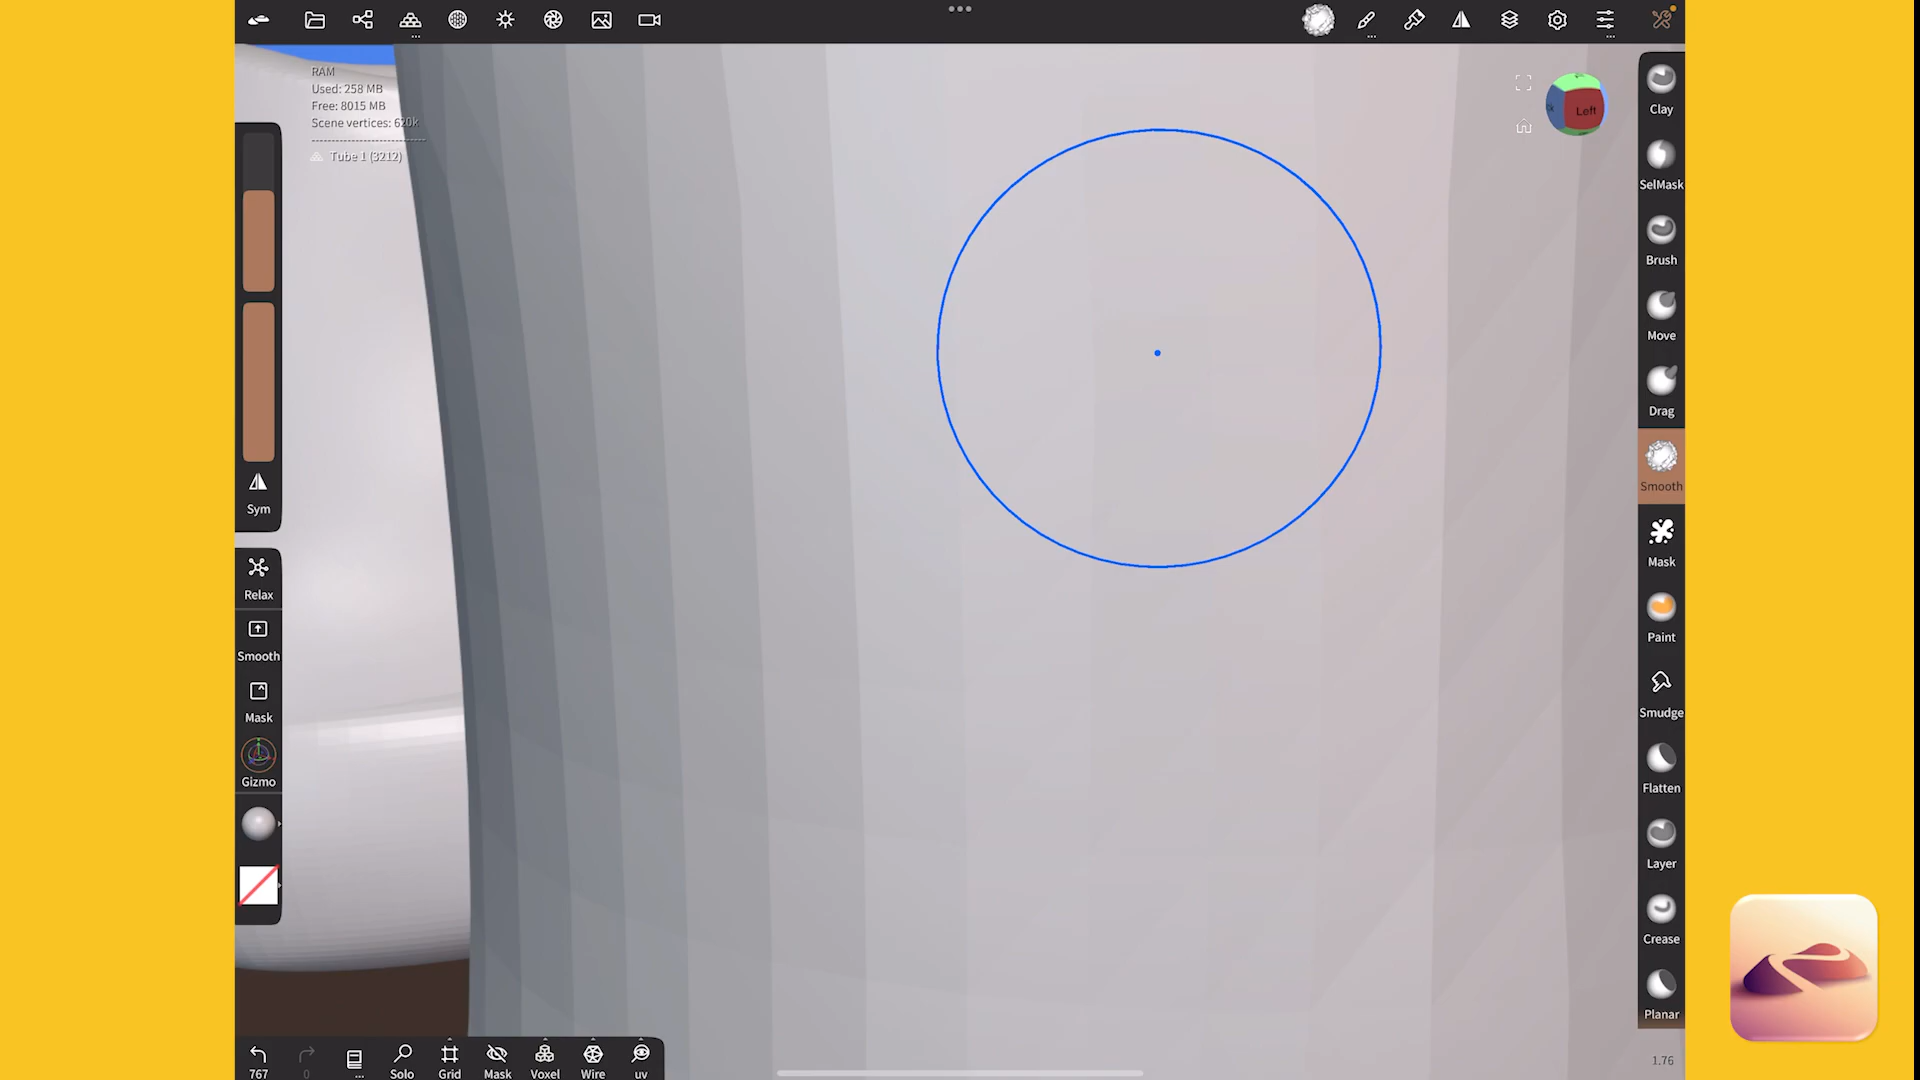 RAM
Used: 258 MB
Free: 8015 MB
Scene vertices: 620k
Tube 1 (3212)
Left
Clay
SelMask
Brush
Move
Drag
Smooth
Mask
Paint
Smudge
Flatten
Layer
Crease
Planar
1.76
Sym
Relax
Smooth
Mask
Gizmo
767
0
Solo
Grid
Mask
Voxel
Wire
uv